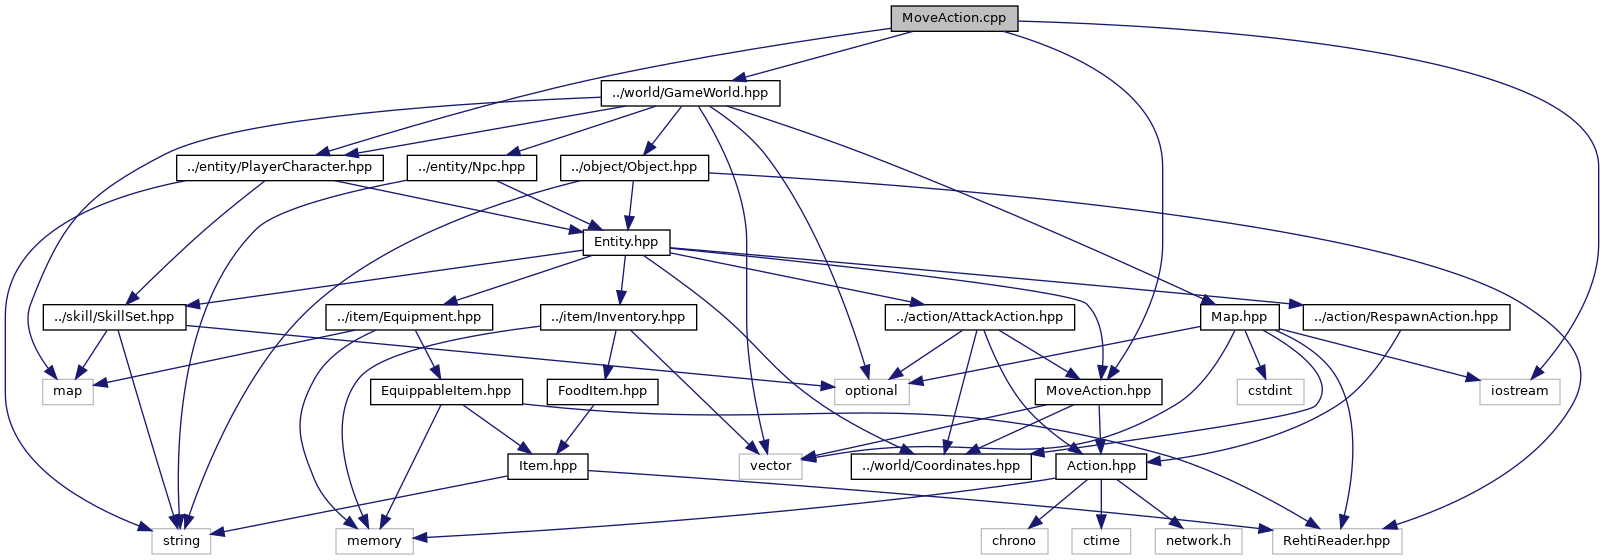 MoveAction.cpp
../world/GameWorld.hpp
../entity/PlayerCharacter.hpp
../entity/Npc.hpp
../object/Object.hpp
Entity.hpp
../skill/SkillSet.hpp
../item/Equipment.hpp
../item/Inventory.hpp
../action/AttackAction.hpp
Map.hpp
../action/RespawnAction.hpp
map
EquippableItem.hpp
FoodItem.hpp
optional
MoveAction.hpp
cstdint
iostream
Item.hpp
vector
../world/Coordinates.hpp
Action.hpp
string
memory
chrono
ctime
network.h
RehtiReader.hpp